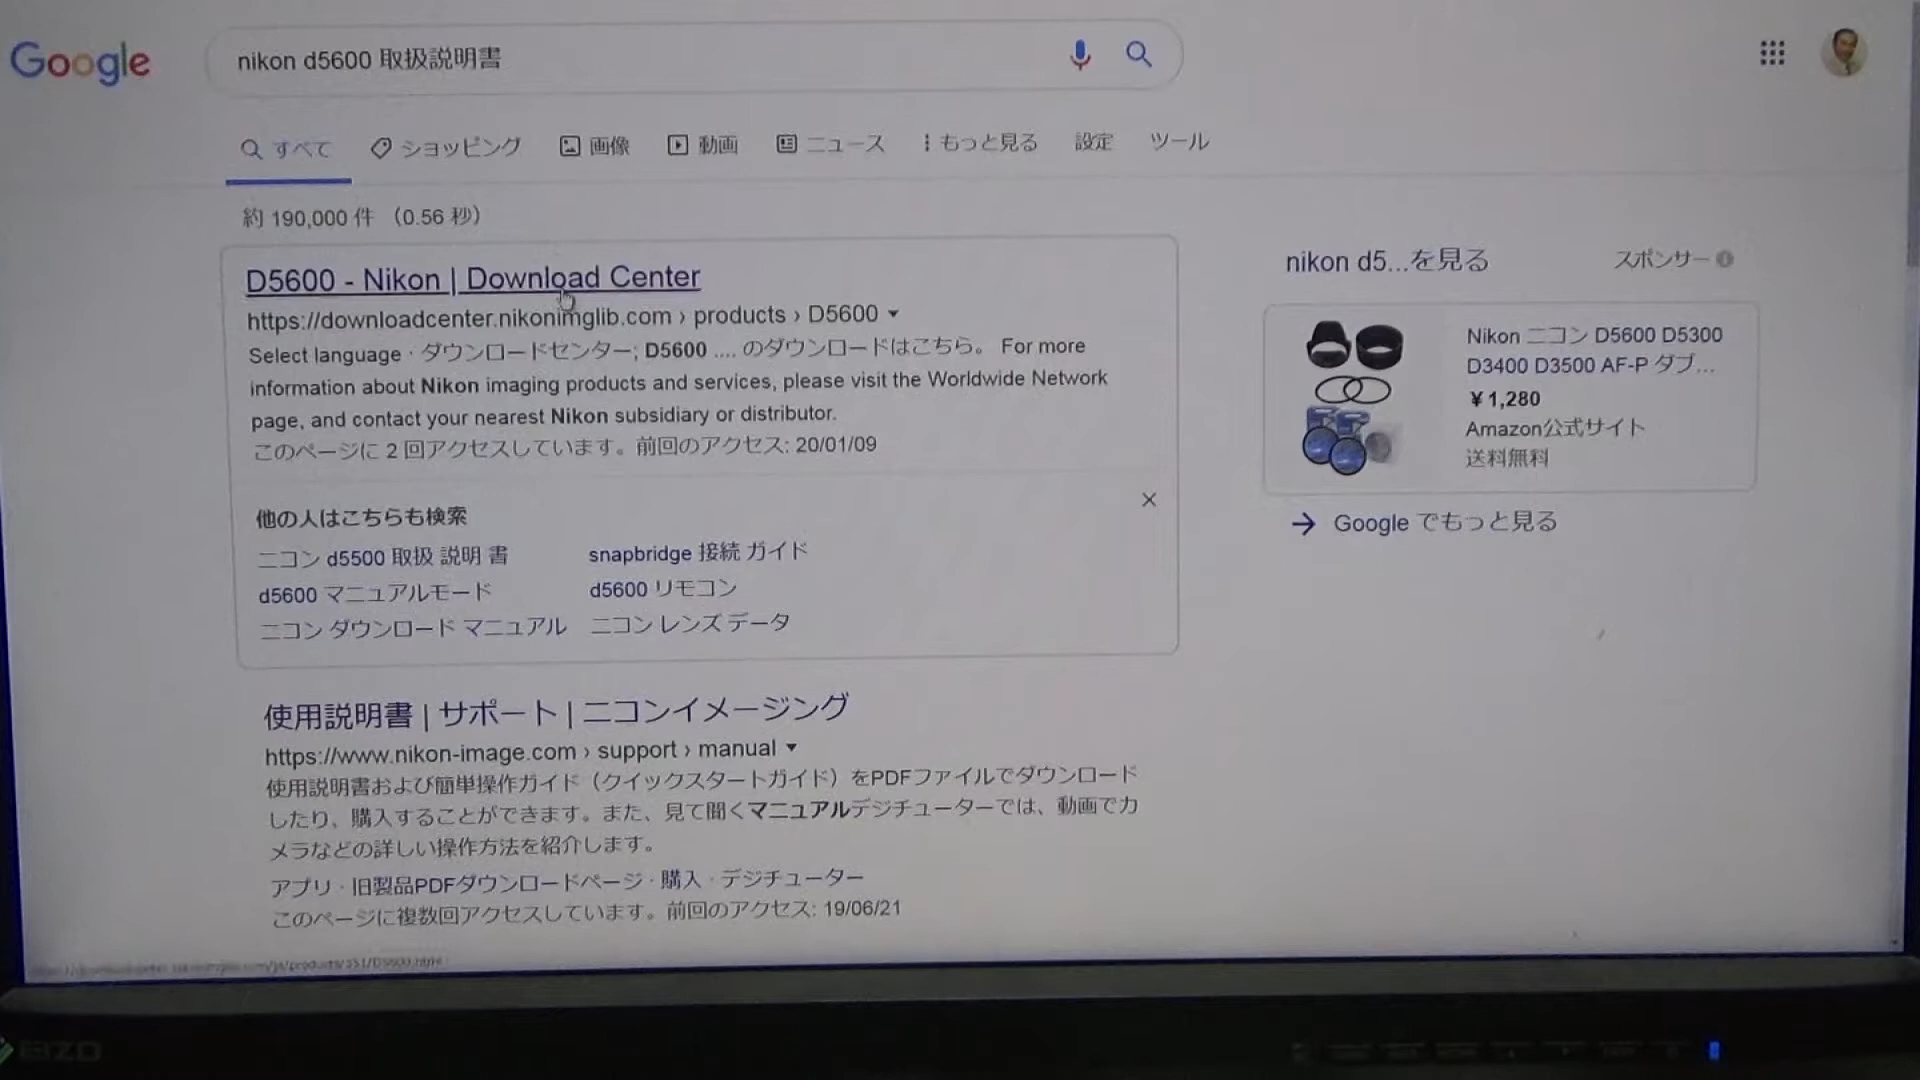 Google
nikon d5600 取扱説明書
すべて ショッピング 画像 動画 ニュース もっと見る 設定 ツール
約 190,000 件 （0.56 秒）
D5600 - Nikon | Download Center
https://downloadcenter.nikonimglib.com › products › D5600
Select language · ダウンロードセンター; D5600 .... のダウンロードはこちら。 For more
information about Nikon imaging products and services, please visit the Worldwide Network
page, and contact your nearest Nikon subsidiary or distributor.
このページに 2 回アクセスしています。前回のアクセス: 20/01/09
他の人はこちらも検索
ニコン d5500 取扱 説明 書 snapbridge 接続 ガイド
d5600 マニュアルモード d5600 リモコン
ニコン ダウンロード マニュアル ニコン レンズ データ
使用説明書 | サポート | ニコンイメージング
https://www.nikon-image.com › support › manual
使用説明書および簡単操作ガイド（クイックスタートガイド）をPDFファイルでダウンロード
したり、購入することができます。また、見て聞くマニュアルデジチューターでは、動画でカ
メラなどの詳しい操作方法を紹介します。
アプリ · 旧製品PDFダウンロードページ · 購入 · デジチューター
このページに複数回アクセスしています。前回のアクセス: 19/06/21
nikon d5...を見る スポンサー
Nikon ニコン D5600 D5300
D3400 D3500 AF-P ダブ...
￥1,280
Amazon公式サイト
送料無料
Google でもっと見る
EIZO